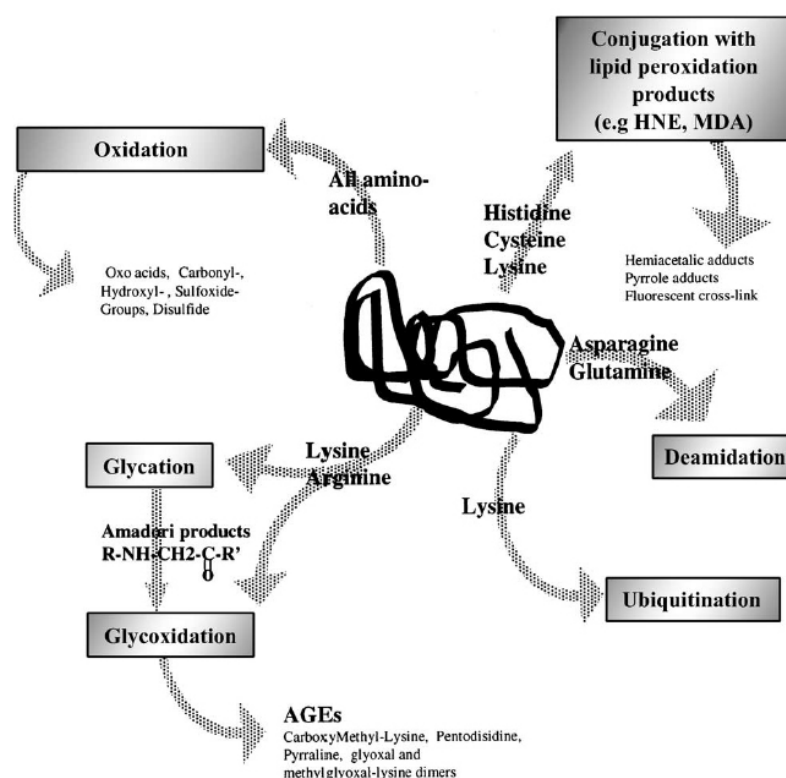 Conjugation with
lipid peroxidation
products
(e.g HNE, MDA)
Oxidation
All amino-
acids
Histidine
Cysteine
Lysine
Oxo acids, Carbonyl-,
Hydroxyl- , Sulfoxide-
Groups, Disulfide
Hemiacetalic adducts
Pyrrole adducts
Fluorescent cross-link
Asparagine
Glutamine
Deamidation
Lysine
Arginine
Glycation
Lysine
Amadori products
R-NH-CH2-C-R’
O
Ubiquitination
Glycoxidation
AGEs
CarboxyMethyl-Lysine, Pentodisidine,
Pyrraline, glyoxal and
methylglyoxal-lysine dimers